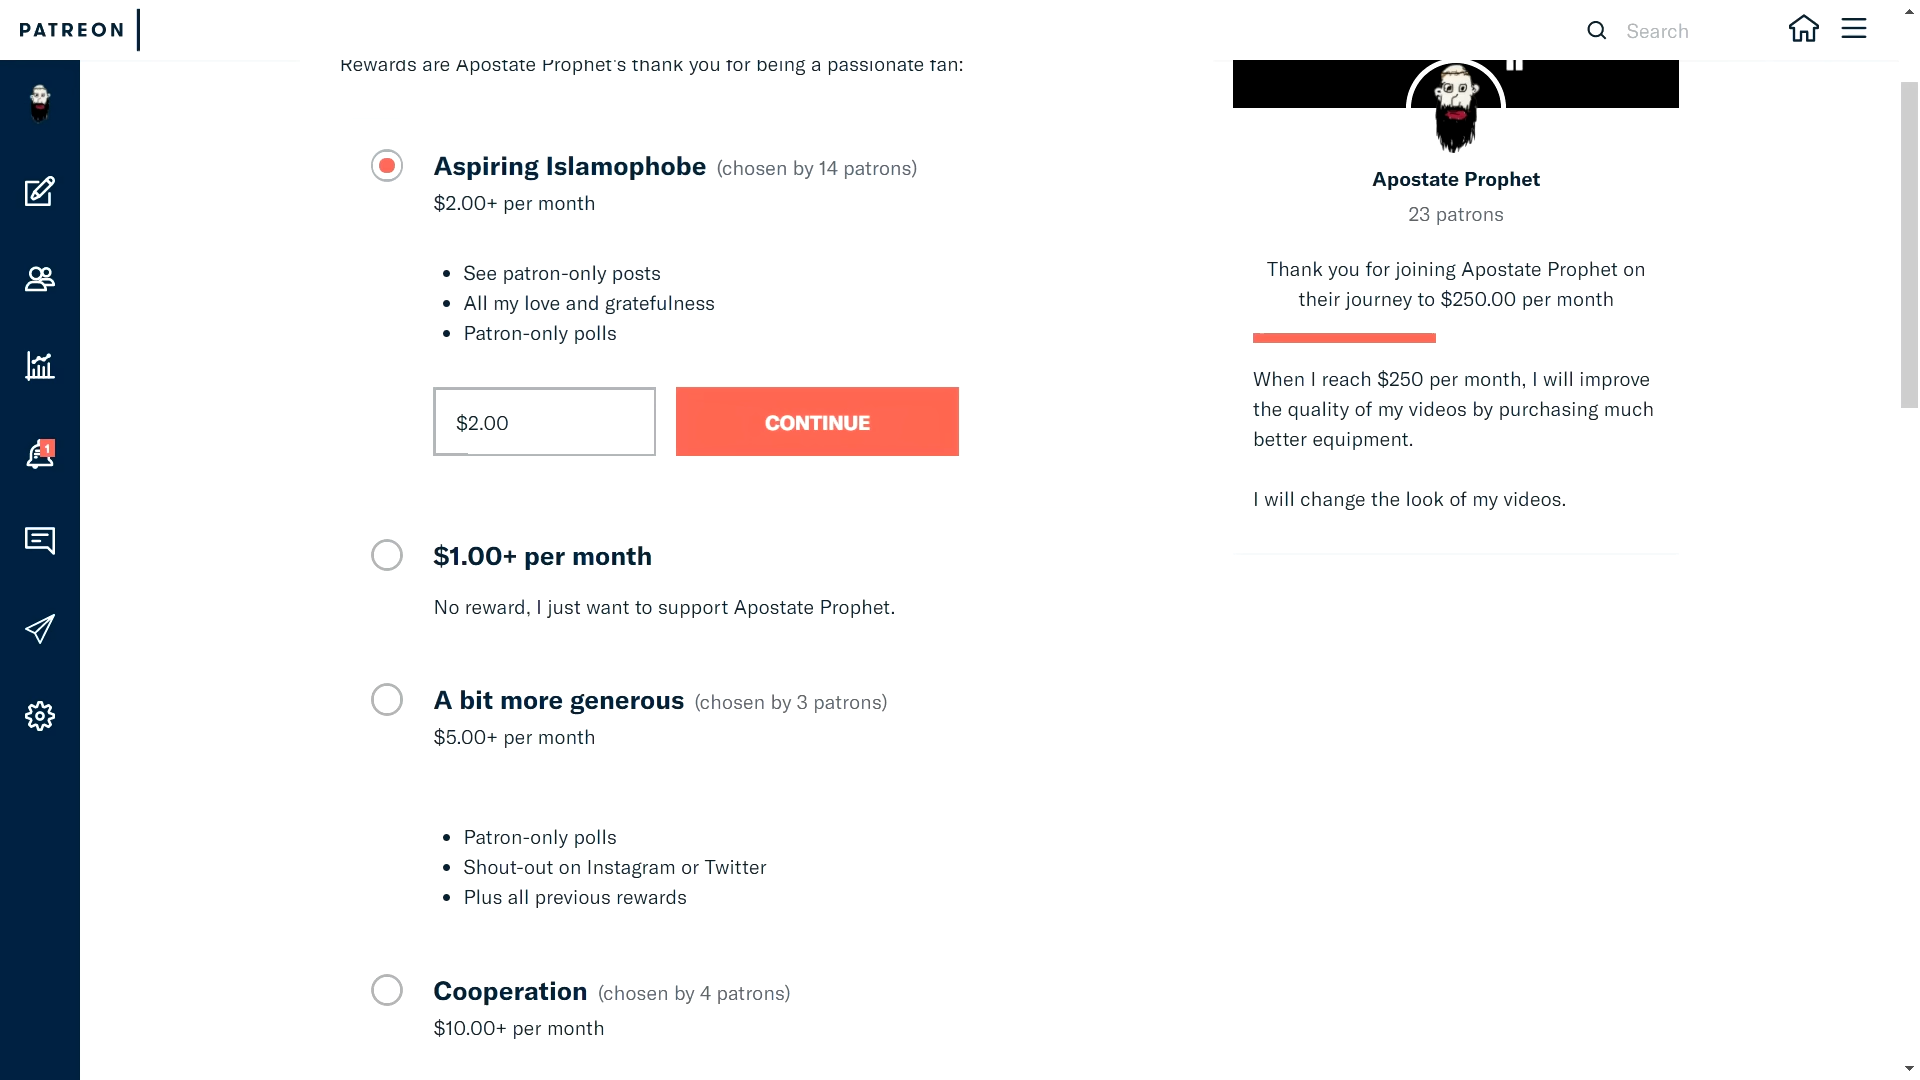 PATREON
Search
Rewards are Apostate Prophet's thank you for being a passionate fan:
Aspiring Islamophobe (chosen by 14 patrons)
$2.00+ per month
See patron-only posts
All my love and gratefulness
Patron-only polls
$2.00
CONTINUE
$1.00+ per month
No reward, I just want to support Apostate Prophet.
A bit more generous (chosen by 3 patrons)
$5.00+ per month
Patron-only polls
Shout-out on Instagram or Twitter
Plus all previous rewards
Cooperation (chosen by 4 patrons)
$10.00+ per month
Apostate Prophet
23 patrons
Thank you for joining Apostate Prophet on
their journey to $250.00 per month
When I reach $250 per month, I will improve
the quality of my videos by purchasing much
better equipment.
I will change the look of my videos.
1